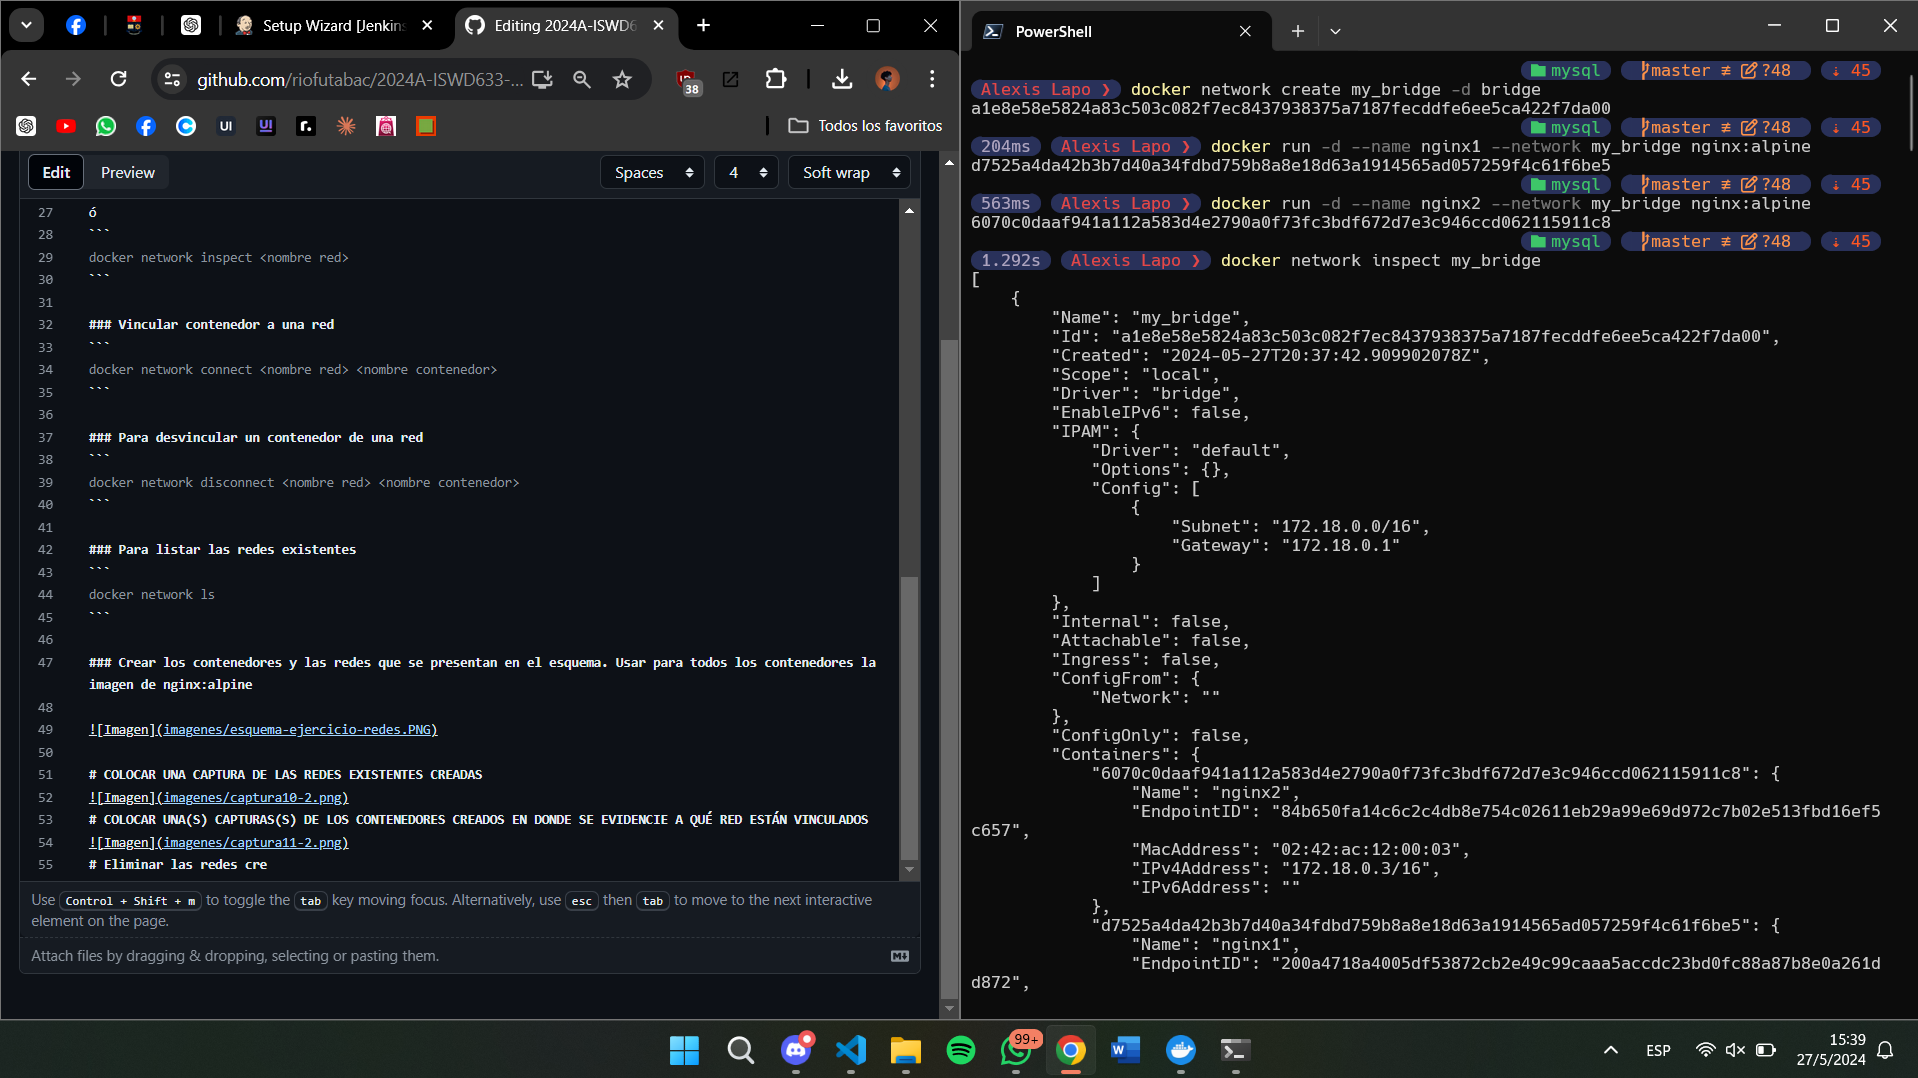 Setup Wizard [Jenkins
Editing 2024A-ISWD6
github.com/riofutabac/2024A-ISWD633-...
38
UI
UI
r.
Todos los favoritos
Edit
Preview
Spaces
4
Soft wrap
27 ó
28 ```
29 docker network inspect <nombre red>
30 ```
31
32 ### Vincular contenedor a una red
33 ```
34 docker network connect <nombre red> <nombre contenedor>
35 ```
36
37 ### Para desvincular un contenedor de una red
38 ```
39 docker network disconnect <nombre red> <nombre contenedor>
40 ```
41
42 ### Para listar las redes existentes
43 ```
44 docker network ls
45 ```
46
47 ### Crear los contenedores y las redes que se presentan en el esquema. Usar para todos los contenedores la
imagen de nginx:alpine
48
49 ![Imagen](imagenes/esquema-ejercicio-redes.PNG)
50
51 # COLOCAR UNA CAPTURA DE LAS REDES EXISTENTES CREADAS
52 ![Imagen](imagenes/captura10-2.png)
53 # COLOCAR UNA(S) CAPTURAS(S) DE LOS CONTENEDORES CREADOS EN DONDE SE EVIDENCIE A QUÉ RED ESTÁN VINCULADOS
54 ![Imagen](imagenes/captura11-2.png)
55 # Eliminar las redes cre
Use Control + Shift + m to toggle the tab key moving focus. Alternatively, use esc then tab to move to the next interactive
element on the page.
Attach files by dragging & dropping, selecting or pasting them.
PowerShell
mysql master ≢ ?48 ↓ 45
Alexis Lapo ❯ docker network create my_bridge -d bridge
a1e8e58e5824a83c503c082f7ec8437938375a7187fecddfe6ee5ca422f7da00
mysql master ≢ ?48 ↓ 45
204ms Alexis Lapo ❯ docker run -d --name nginx1 --network my_bridge nginx:alpine
d7525a4da42b3b7d40a34fdbd759b8a8e18d63a1914565ad057259f4c61f6be5
mysql master ≢ ?48 ↓ 45
563ms Alexis Lapo ❯ docker run -d --name nginx2 --network my_bridge nginx:alpine
6070c0daaf941a112a583d4e2790a0f73fc3bdf672d7e3c946ccd062115911c8
mysql master ≢ ?48 ↓ 45
1.292s Alexis Lapo ❯ docker network inspect my_bridge
[
{
"Name": "my_bridge",
"Id": "a1e8e58e5824a83c503c082f7ec8437938375a7187fecddfe6ee5ca422f7da00",
"Created": "2024-05-27T20:37:42.909902078Z",
"Scope": "local",
"Driver": "bridge",
"EnableIPv6": false,
"IPAM": {
"Driver": "default",
"Options": {},
"Config": [
{
"Subnet": "172.18.0.0/16",
"Gateway": "172.18.0.1"
}
]
},
"Internal": false,
"Attachable": false,
"Ingress": false,
"ConfigFrom": {
"Network": ""
},
"ConfigOnly": false,
"Containers": {
"6070c0daaf941a112a583d4e2790a0f73fc3bdf672d7e3c946ccd062115911c8": {
"Name": "nginx2",
"EndpointID": "84b650fa14c6c2c4db8e754c02611eb29a99e69d972c7b02e513fbd16ef5
c657",
"MacAddress": "02:42:ac:12:00:03",
"IPv4Address": "172.18.0.3/16",
"IPv6Address": ""
},
"d7525a4da42b3b7d40a34fdbd759b8a8e18d63a1914565ad057259f4c61f6be5": {
"Name": "nginx1",
"EndpointID": "200a4718a4005df53872cb2e49c99caaa5accdc23bd0fc88a87b8e0a261d
d872",
99+
ESP
15:39
27/5/2024